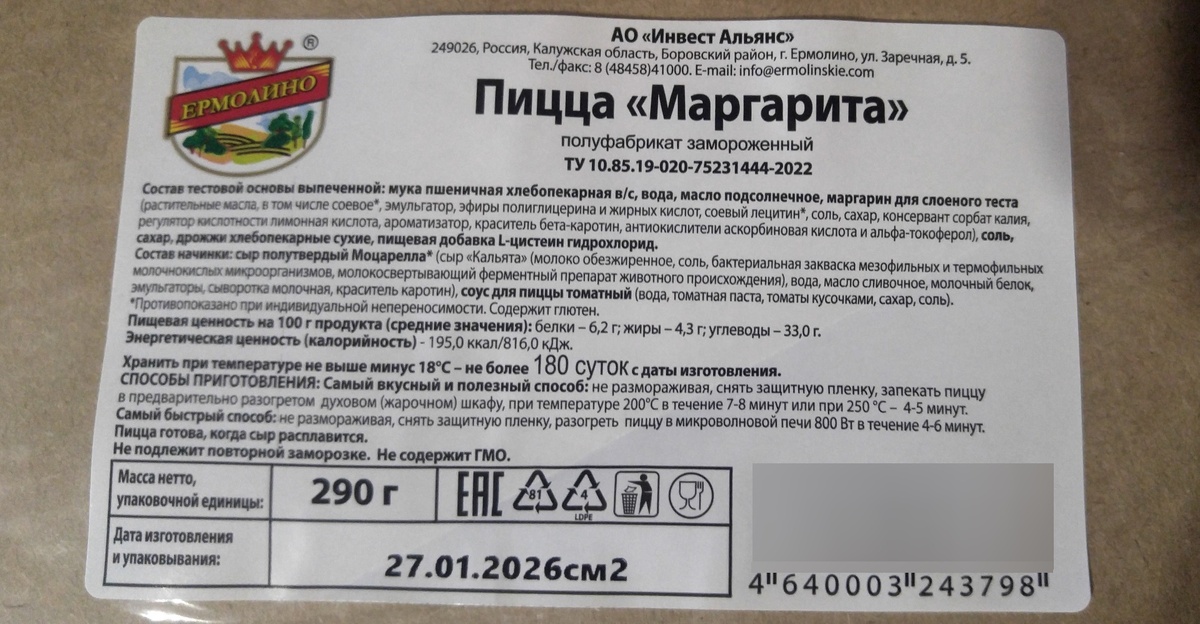 ЕРМОЛИНО
®
АО «Инвест Альянс»
249026, Россия, Калужская область, Боровский район, г. Ермолино, ул. Заречная, д. 5.
Тел./факс: 8 (48458)41000. E-mail: info@ermolinskie.com
Пицца «Маргарита»
полуфабрикат замороженный
ТУ 10.85.19-020-75231444-2022
Состав тестовой основы выпеченной: мука пшеничная хлебопекарная в/с, вода, масло подсолнечное, маргарин для слоеного теста
(растительные масла, в том числе соевое*, эмульгатор, эфиры полиглицерина и жирных кислот, соевый лецитин*, соль, сахар, консервант сорбат калия,
регулятор кислотности лимонная кислота, ароматизатор, краситель бета-каротин, антиокислители аскорбиновая кислота и альфа-токоферол), соль,
сахар, дрожжи хлебопекарные сухие, пищевая добавка L-цистеин гидрохлорид.
Состав начинки: сыр полутвердый Моцарелла* (сыр «Кальята» (молоко обезжиренное, соль, бактериальная закваска мезофильных и термофильных
молочнокислых микроорганизмов, молокосвертывающий ферментный препарат животного происхождения), вода, масло сливочное, молочный белок,
эмульгаторы, сыворотка молочная, краситель каротин), соус для пиццы томатный (вода, томатная паста, томаты кусочками, сахар, соль).
*Противопоказано при индивидуальной непереносимости. Содержит глютен.
Пищевая ценность на 100 г продукта (средние значения): белки – 6,2 г; жиры – 4,3 г; углеводы – 33,0 г.
Энергетическая ценность (калорийность) - 195,0 ккал/816,0 кДж.
Хранить при температуре не выше минус 18°С – не более 180 суток с даты изготовления.
СПОСОБЫ ПРИГОТОВЛЕНИЯ: Самый вкусный и полезный способ: не размораживая, снять защитную пленку, запекать пиццу
в предварительно разогретом духовом (жарочном) шкафу, при температуре 200°С в течение 7-8 минут или при 250 °С – 4-5 минут.
Самый быстрый способ: не размораживая, снять защитную пленку, разогреть пиццу в микроволновой печи 800 Вт в течение 4-6 минут.
Пицца готова, когда сыр расплавится.
Не подлежит повторной заморозке. Не содержит ГМО.
Масса нетто,
упаковочной единицы:
290 г
ЕАС
81
4
LDPE
Дата изготовления
и упаковывания:
27.01.2026см2
4"640003"243798"